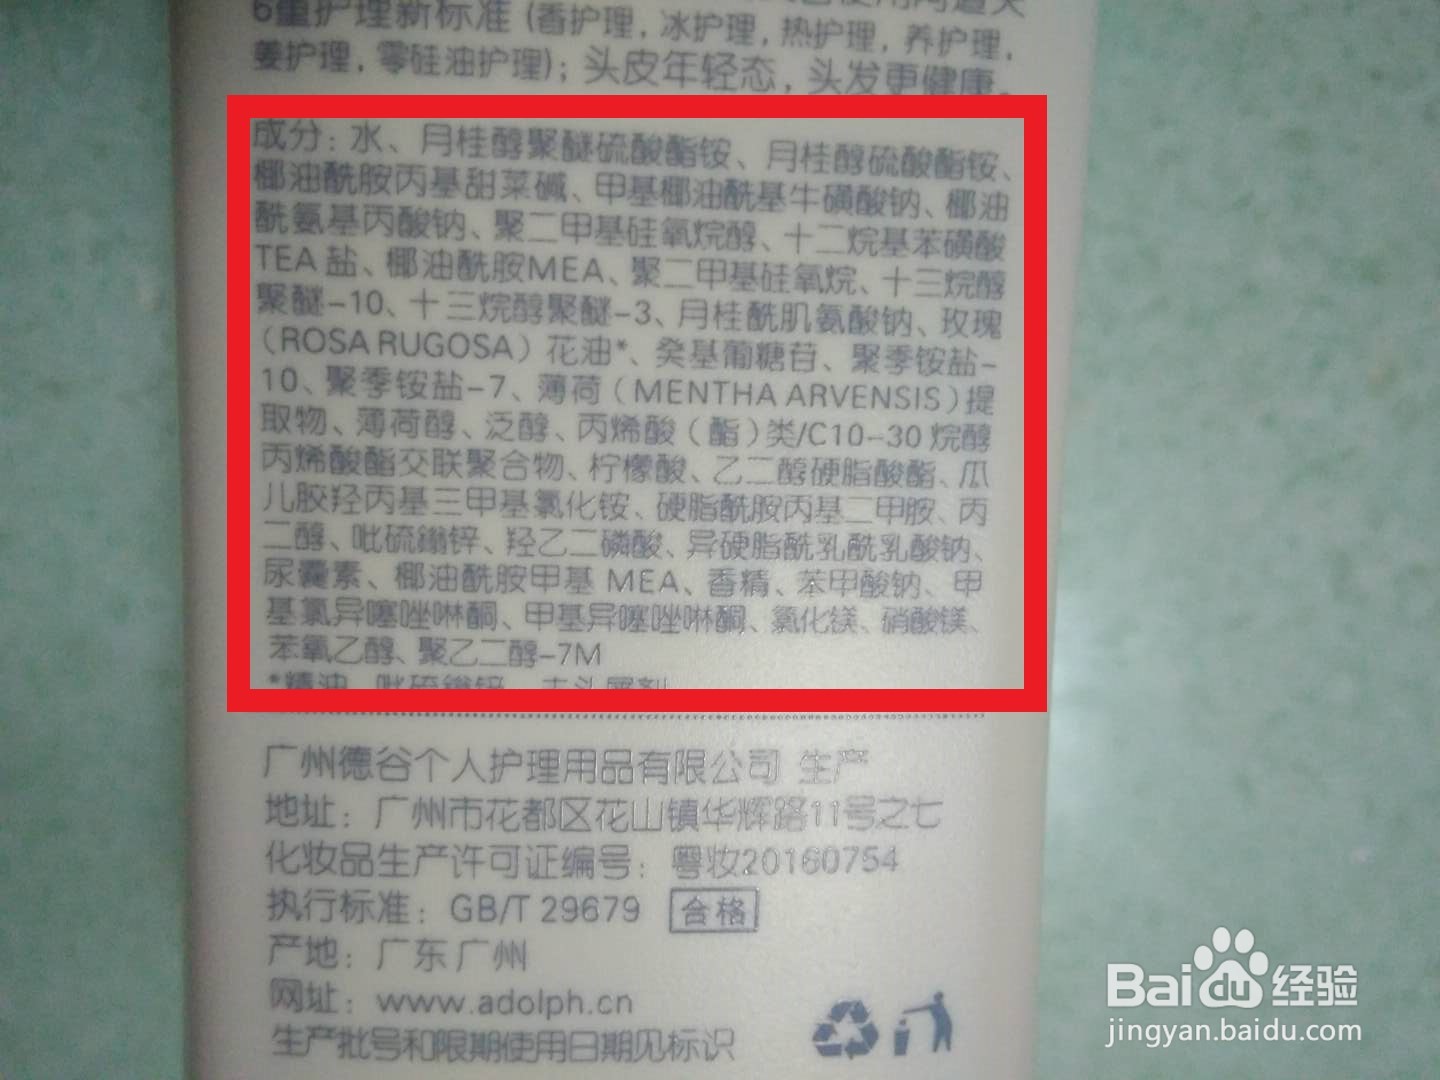 6重护理新标准（香护理，冰护理，热护理，养护理，
姜护理，零硅油护理）；头皮年轻态，头发更健康。
成分：水、月桂醇聚醚硫酸酯铵、月桂醇硫酸酯铵、
椰油酰胺丙基甜菜碱、甲基椰油酰基牛磺酸钠、椰油
酰氨基丙酸钠、聚二甲基硅氧烷醇、十二烷基苯磺酸
TEA 盐、椰油酰胺MEA、聚二甲基硅氧烷、十三烷醇
聚醚-10、十三烷醇聚醚-3、月桂酰肌氨酸钠、玫瑰
（ROSA RUGOSA）花油*、癸基葡糖苷、聚季铵盐-
10、聚季铵盐-7、薄荷（MENTHA ARVENSIS）提
取物、薄荷醇、泛醇、丙烯酸（酯）类/C10-30 烷醇
丙烯酸酯交联聚合物、柠檬酸、乙二醇硬脂酸酯、瓜
儿胶羟丙基三甲基氯化铵、硬脂酰胺丙基二甲胺、丙
二醇、吡硫鎓锌、羟乙二磷酸、异硬脂酰乳酰乳酸钠、
尿囊素、椰油酰胺甲基 MEA、香精、苯甲酸钠、甲
基氯异噻唑啉酮、甲基异噻唑啉酮、氯化镁、硝酸镁、
苯氧乙醇、聚乙二醇-7M
*精油 吡硫鎓锌 去头屑剂
广州德谷个人护理用品有限公司 生产
地址：广州市花都区花山镇华辉路11号之七
化妆品生产许可证编号：粤妆20160754
执行标准：GB/T 29679 合格
产地：广东 广州
网址：www.adolph.cn
生产批号和限期使用日期见标识
Baidu 经验
jingyan.baidu.com